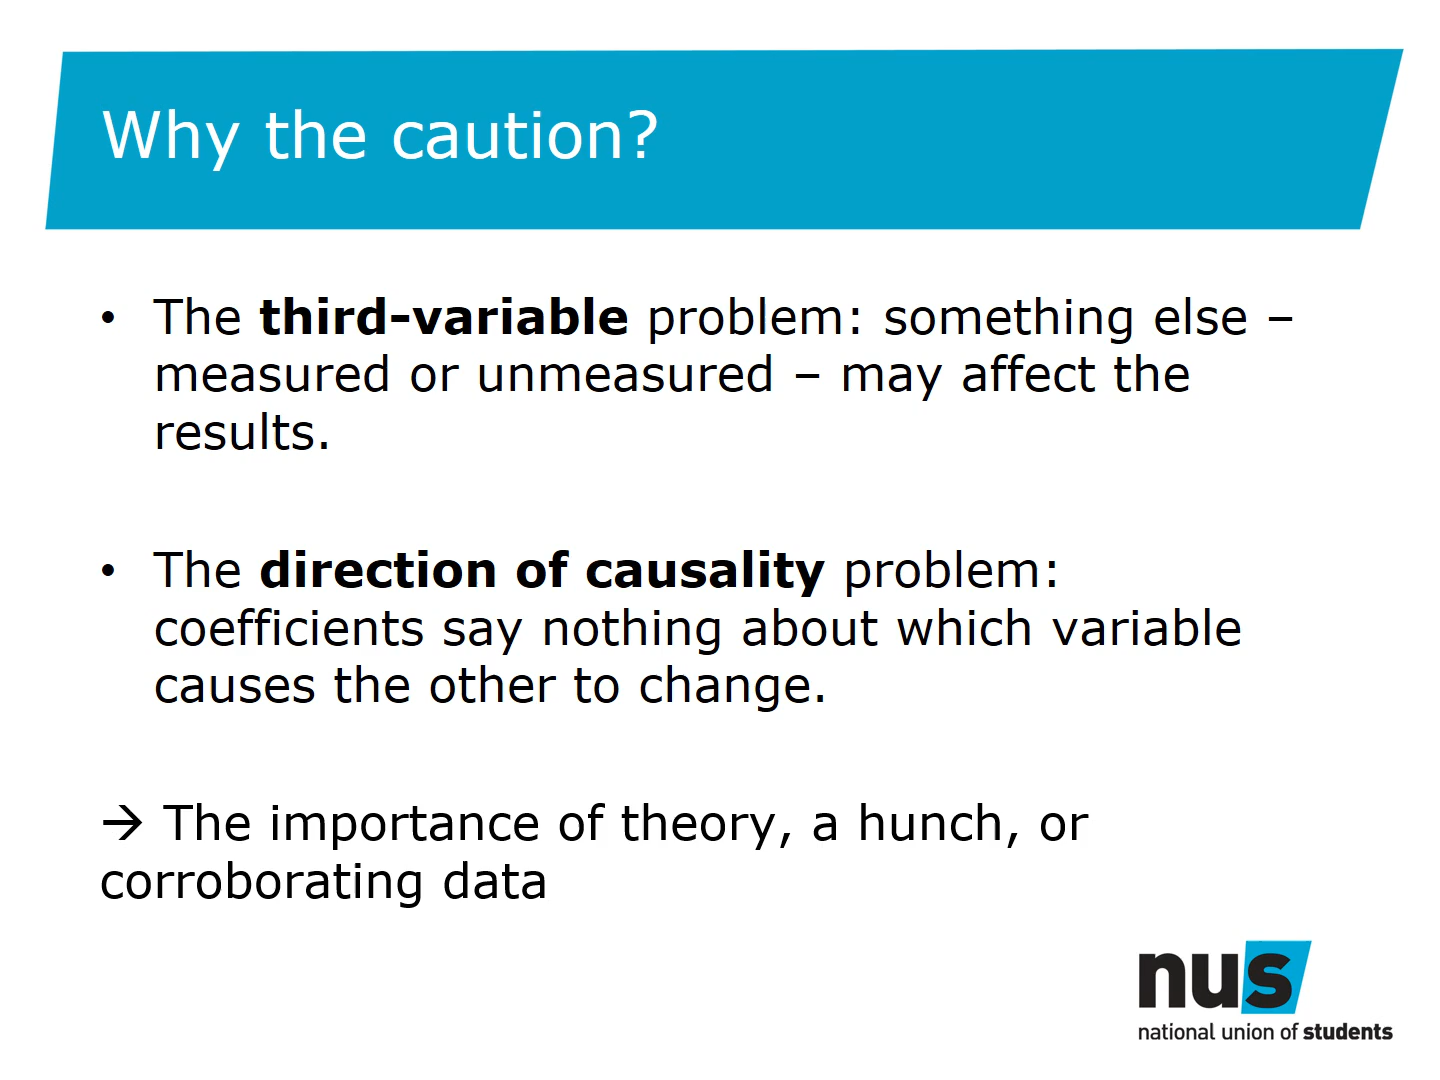 Why the caution?
• The third-variable problem: something else –
measured or unmeasured – may affect the
results.
• The direction of causality problem:
coefficients say nothing about which variable
causes the other to change.
→ The importance of theory, a hunch, or
corroborating data
nus
national union of students